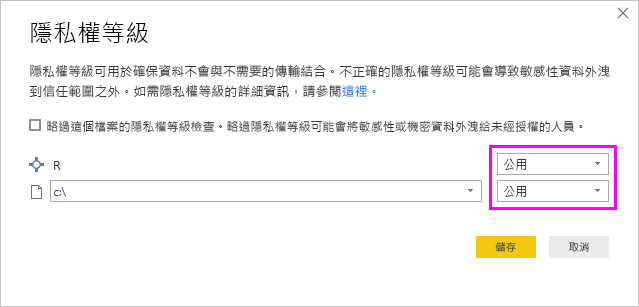 隱私權等級
隱私權等級可用於確保資料不會與不需要的傳輸結合。不正確的隱私權等級可能會導致敏感性資料外洩
到信任範圍之外。如需隱私權等級的詳細資訊，請參閱這裡。
略過這個檔案的隱私權等級檢查。略過隱私權等級可能會將敏感性或機密資料外洩給未經授權的人員。
R 公用
c:\ 公用
儲存 取消